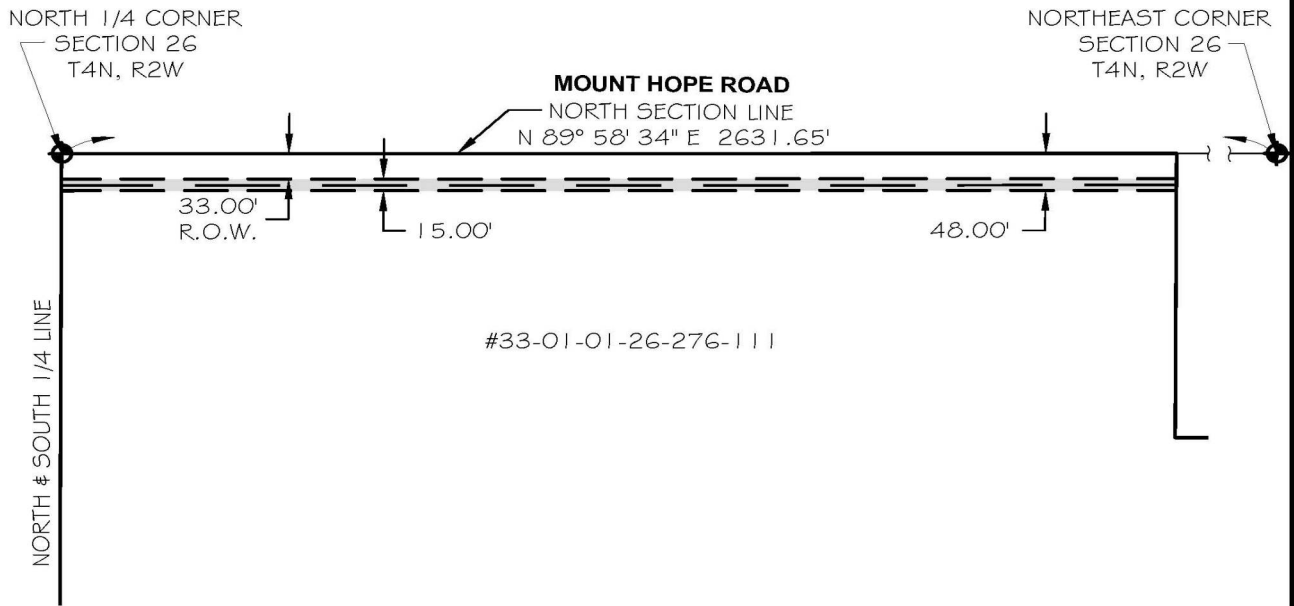 NORTH 1/4 CORNER
SECTION 26
T4N, R2W
NORTHEAST CORNER
SECTION 26
T4N, R2W
MOUNT HOPE ROAD
NORTH SECTION LINE
N 89° 58' 34" E 2631.65'
33.00'
R.O.W.
15.00'
48.00'
NORTH & SOUTH 1/4 LINE
#33-01-01-26-276-111